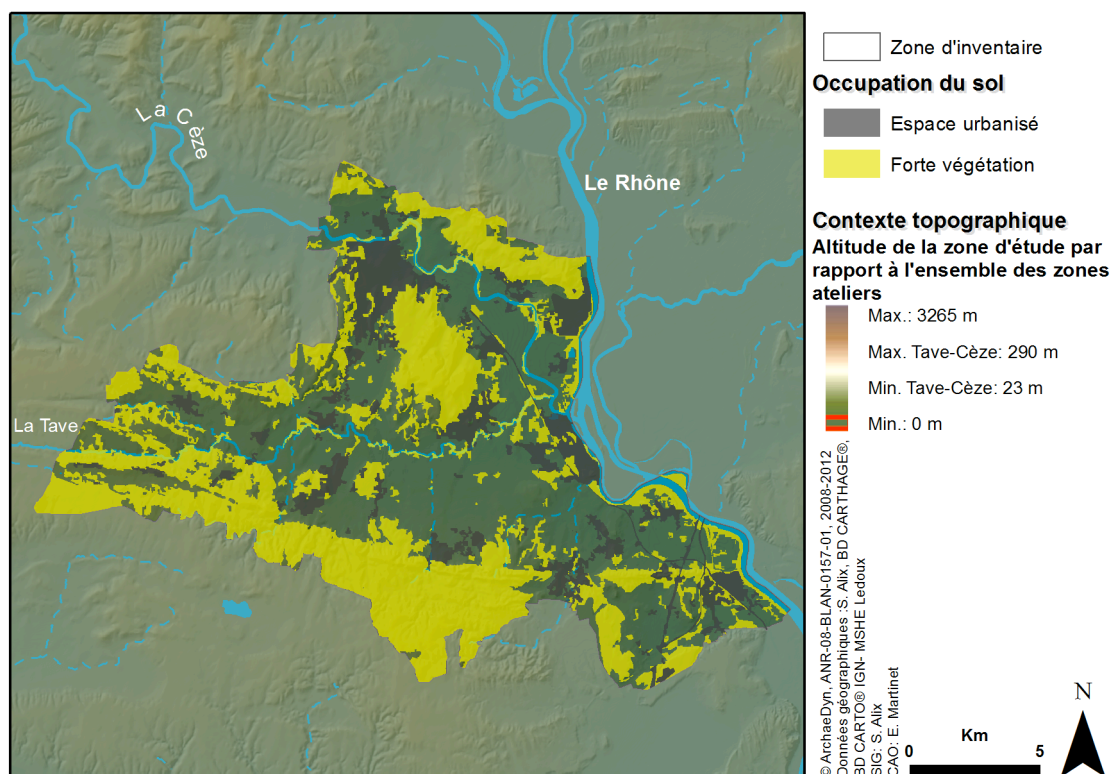 La Cèze
Le Rhône
La Tave
Zone d'inventaire
Occupation du sol
Espace urbanisé
Forte végétation
Contexte topographique
Altitude de la zone d'étude par
rapport à l'ensemble des zones
ateliers
Max.: 3265 m
Max. Tave-Cèze: 290 m
Min. Tave-Cèze: 23 m
Min.: 0 m
© ArchaeDyn, ANR-08-BLAN-0157-01, 2008-2012
Données géographiques :S. Alix, BD CARTHAGE®,
BD CARTO® IGN- MSHE Ledoux
SIG: S. Alix
CAO: E. Martinet
N
Km
0 5